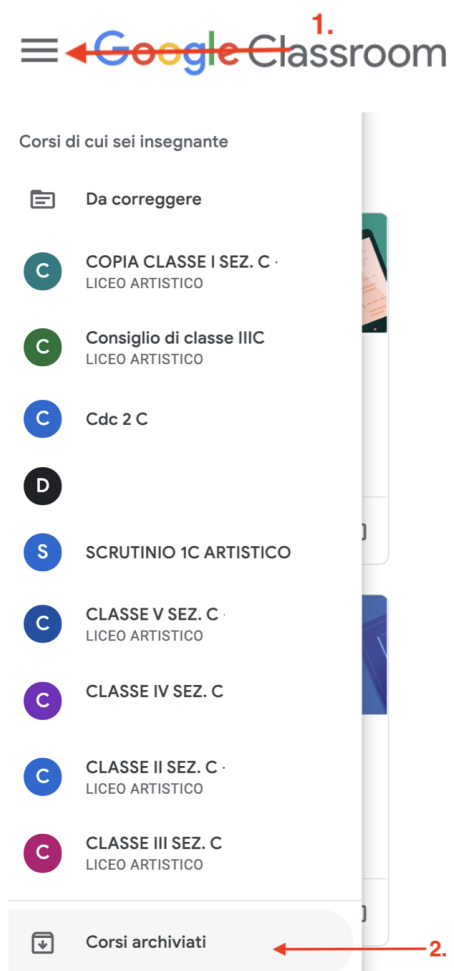 1.
Google Classroom
Corsi di cui sei insegnante
Da correggere
C
COPIA CLASSE I SEZ. C ·
LICEO ARTISTICO
C
Consiglio di classe IIIC
LICEO ARTISTICO
C
Cdc 2 C
D
S
SCRUTINIO 1C ARTISTICO
C
CLASSE V SEZ. C ·
LICEO ARTISTICO
C
CLASSE IV SEZ. C
C
CLASSE II SEZ. C ·
LICEO ARTISTICO
C
CLASSE III SEZ. C
LICEO ARTISTICO
Corsi archiviati
2.